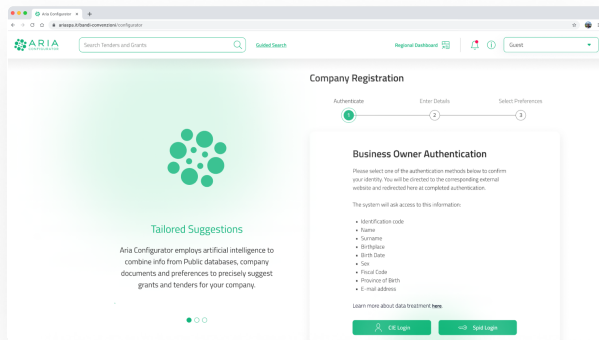 Aria Configurator
ariaspa.it/bandi-convenzioni/configurator
ARIA
CONFIGURATOR
Search Tenders and Grants
Guided Search
Regional Dashboard
Guest
Company Registration
Authenticate
Enter Details
Select Preferences
1
2
3
Business Owner Authentication
Please select one of the authentication methods below to confirm
your identity. You will be directed to the corresponding external
website and redirected here at completed authentication.
The system will ask access to this information:
• Identification code
• Name
• Surname
• Birthplace
• Birth Date
• Sex
• Fiscal Code
• Province of Birth
• E-mail address
Learn more about data treatment here.
CIE Login
Spid Login
Tailored Suggestions
Aria Configurator employs artificial intelligence to
combine info from Public databases, company
documents and preferences to precisely suggest
grants and tenders for your company.